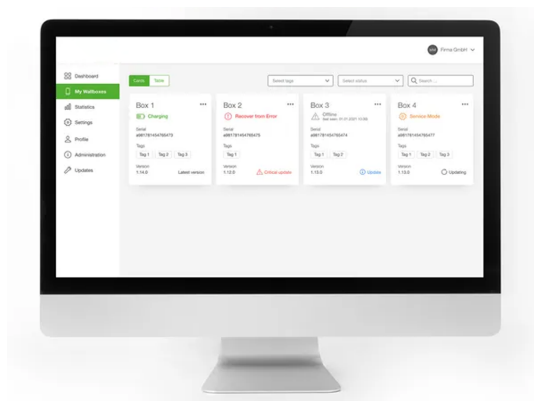 Firma GmbH
Dashboard
My Wallboxes
Statistics
Settings
Profile
Administration
Updates
Cards Table
Select tags
Select status
Search ...
Box 1
Charging
Serial
Tags
Tag 1 Tag 2 Tag 3
Version
1.14.0 Latest version
Box 2
Recover from Error
Serial
Tags
Tag 1
Version
1.12.0 Critical update
Box 3
Offline
Serial
Tags
Tag 1 Tag 2
Version
1.13.0 Update
Box 4
Service Mode
Serial
Tags
Tag 1 Tag 2 Tag 3
Version
1.13.0 Updating